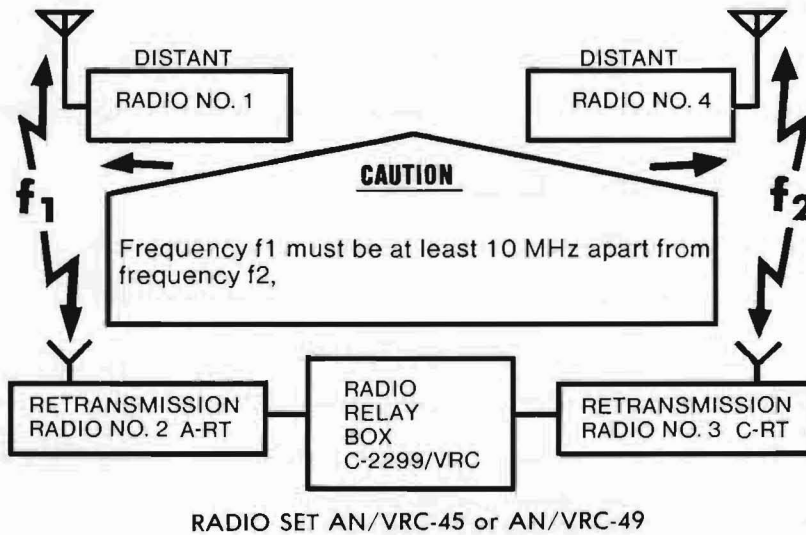 DISTANT
RADIO NO. 1
DISTANT
RADIO NO. 4
f1
f2
CAUTION
Frequency f1 must be at least 10 MHz apart from
frequency f2,
RETRANSMISSION
RADIO NO. 2 A-RT
RADIO
RELAY
BOX
C-2299/VRC
RETRANSMISSION
RADIO NO. 3 C-RT
RADIO SET AN/VRC-45 or AN/VRC-49